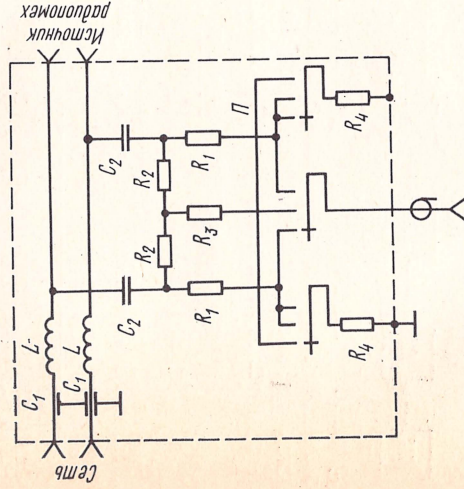 Источник
радиопомех
Сеть
C₁
L
C₁
L
C₂
C₂
R₂
R₂
R₁
R₃
R₁
П
R₄
R₄